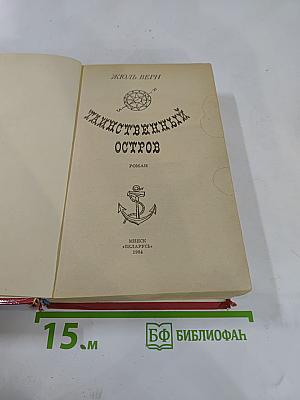 ЖЮЛЬ ВЕРН
ТАИНСТВЕННЫЙ
ОСТРОВ
РОМАН
МИНСК
«БЕЛАРУСЬ»
1984
15.м
БФ БИБЛИОФАН